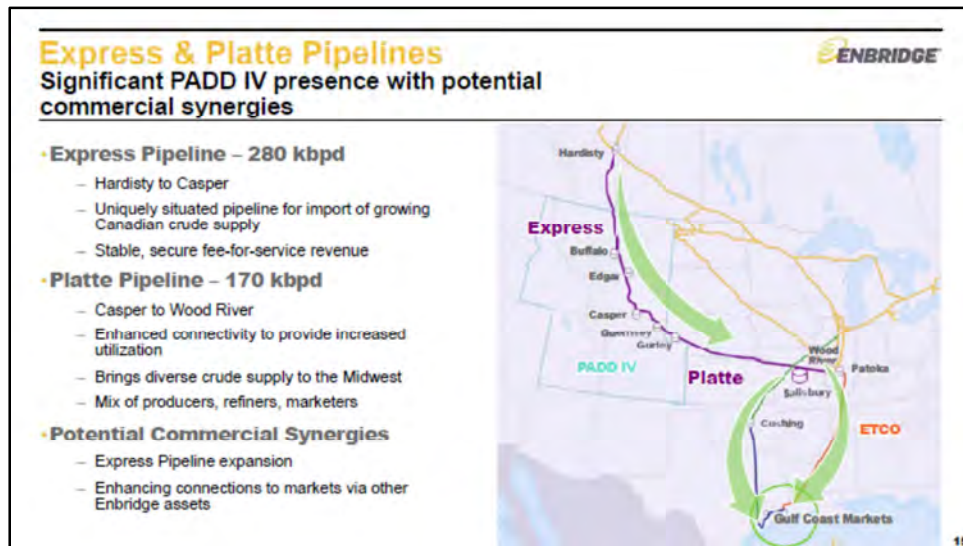 Express & Platte Pipelines
ENBRIDGE
Significant PADD IV presence with potential
commercial synergies
• Express Pipeline – 280 kbpd
– Hardisty to Casper
– Uniquely situated pipeline for import of growing
Canadian crude supply
– Stable, secure fee-for-service revenue
• Platte Pipeline – 170 kbpd
– Casper to Wood River
– Enhanced connectivity to provide increased
utilization
– Brings diverse crude supply to the Midwest
– Mix of producers, refiners, marketers
• Potential Commercial Synergies
– Express Pipeline expansion
– Enhancing connections to markets via other
Enbridge assets
Hardisty
Express
Buffalo
Edgar
Casper
Guernsey
Gurley
PADD IV
Platte
Wood
River
Patoka
Salisbury
Cushing
ETCO
Gulf Coast Markets